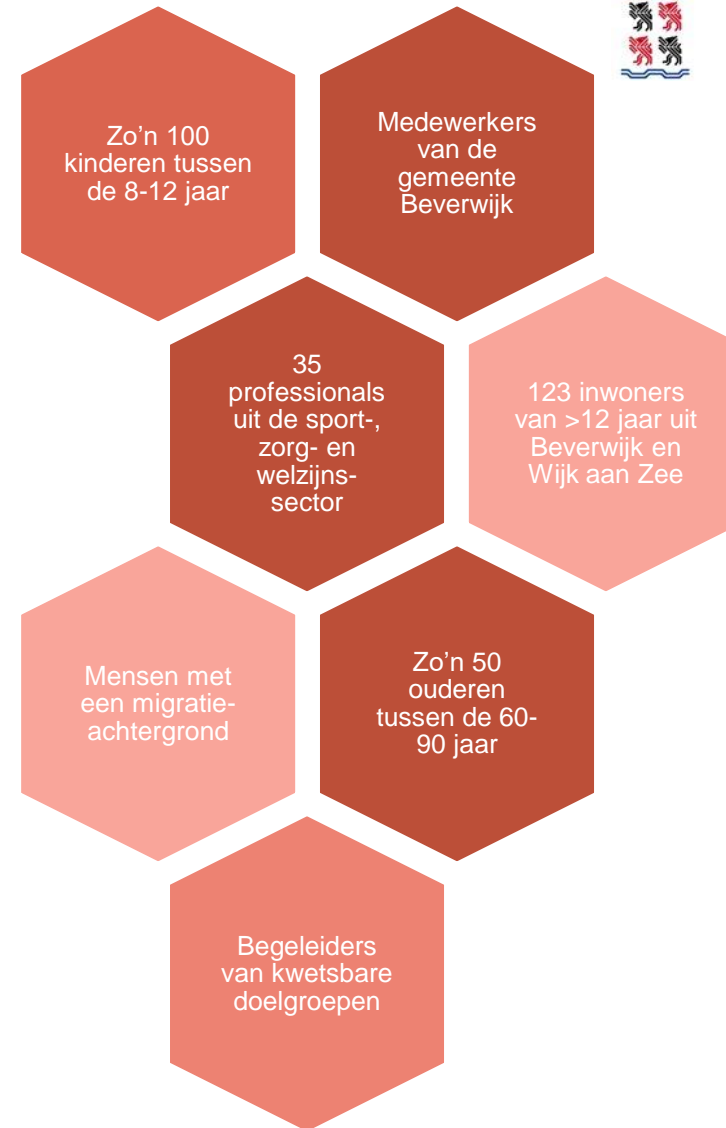 Zo'n 100
kinderen tussen
de 8-12 jaar
Medewerkers
van de
gemeente
Beverwijk
35
professionals
uit de sport-,
zorg- en
welzijns-
sector
123 inwoners
van >12 jaar uit
Beverwijk en
Wijk aan Zee
Mensen met
een migratie-
achtergrond
Zo'n 50
ouderen
tussen de 60-
90 jaar
Begeleiders
van kwetsbare
doelgroepen